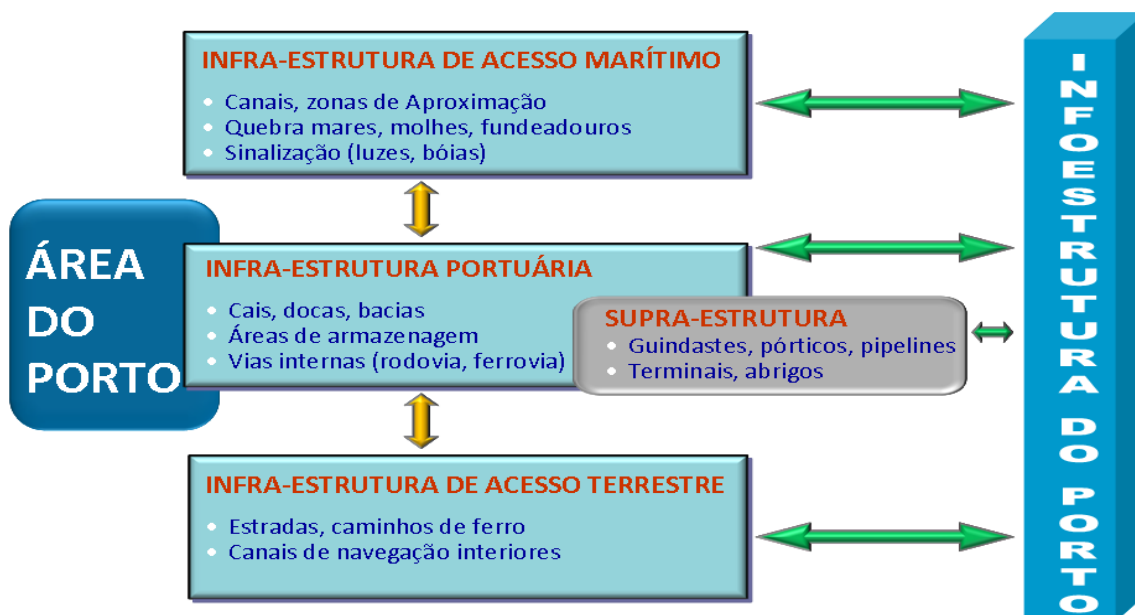 INFRA-ESTRUTURA DE ACESSO MARÍTIMO
• Canais, zonas de Aproximação
• Quebra mares, molhes, fundeadouros
• Sinalização (luzes, bóias)
ÁREA
DO
PORTO
INFRA-ESTRUTURA PORTUÁRIA
• Cais, docas, bacias
• Áreas de armazenagem
• Vias internas (rodovia, ferrovia)
SUPRA-ESTRUTURA
• Guindastes, pórticos, pipelines
• Terminais, abrigos
INFRA-ESTRUTURA DE ACESSO TERRESTRE
• Estradas, caminhos de ferro
• Canais de navegação interiores
INFOESTRUTURA DO PORTO